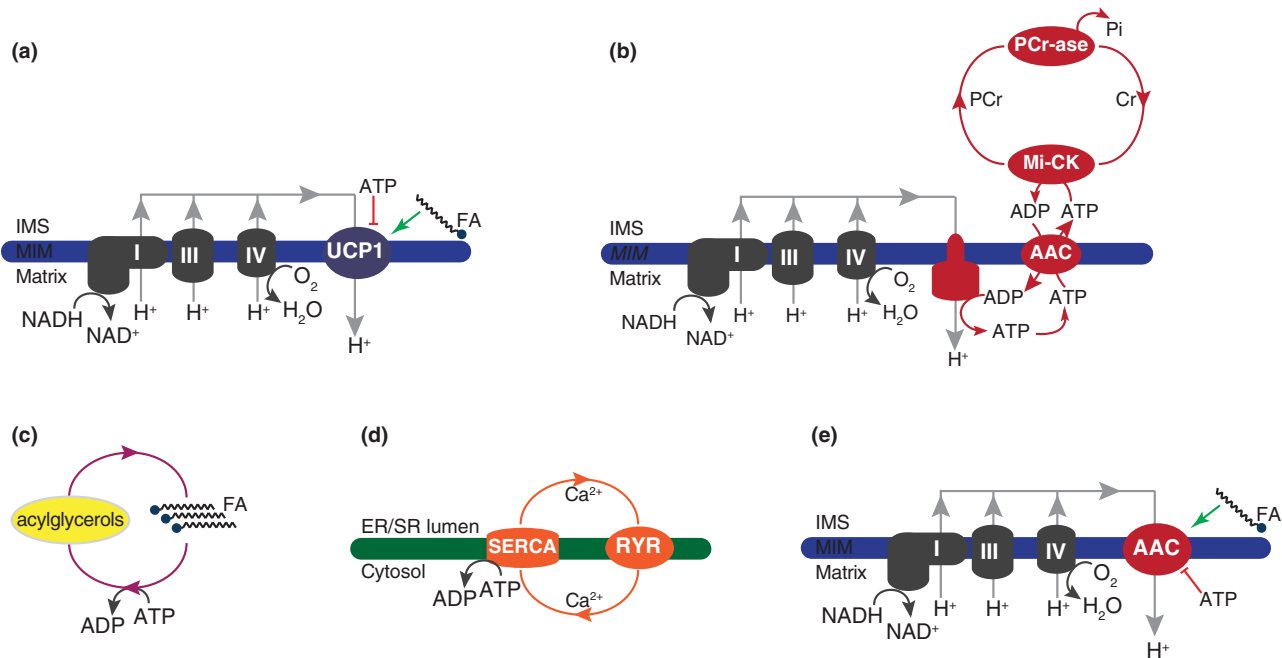 (a)
ATP
FA
IMS
MIM
Matrix
I
III
IV
UCP1
O2
H2O
NADH
NAD+
H+
H+
H+
H+
(b)
PCr-ase
Pi
PCr
Cr
Mi-CK
ADP
ATP
IMS
MIM
Matrix
I
III
IV
AAC
O2
H2O
ADP
ATP
NADH
NAD+
H+
H+
H+
ATP
H+
(c)
acylglycerols
FA
ADP
ATP
(d)
Ca2+
ER/SR lumen
SERCA
RYR
Cytosol
ADP
ATP
Ca2+
(e)
FA
IMS
MIM
Matrix
I
III
IV
AAC
O2
H2O
ATP
NADH
NAD+
H+
H+
H+
H+